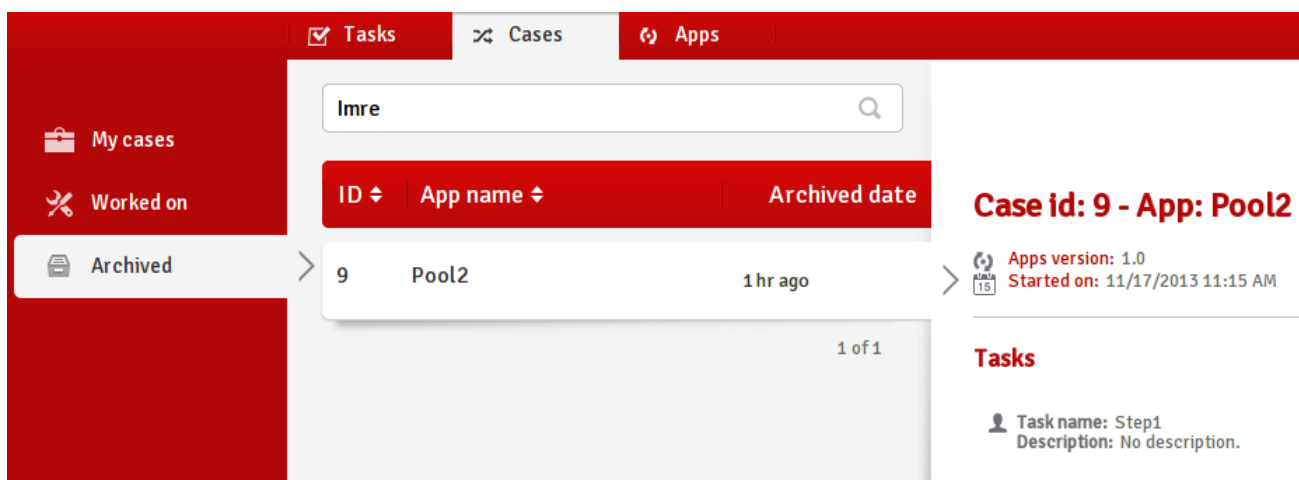 Tasks Cases Apps
My cases
Worked on
Archived
Imre
ID App name Archived date
9 Pool2 1 hr ago
1 of 1
Case id: 9 - App: Pool2
Apps version: 1.0
15 Started on: 11/17/2013 11:15 AM
Tasks
Task name: Step1
Description: No description.